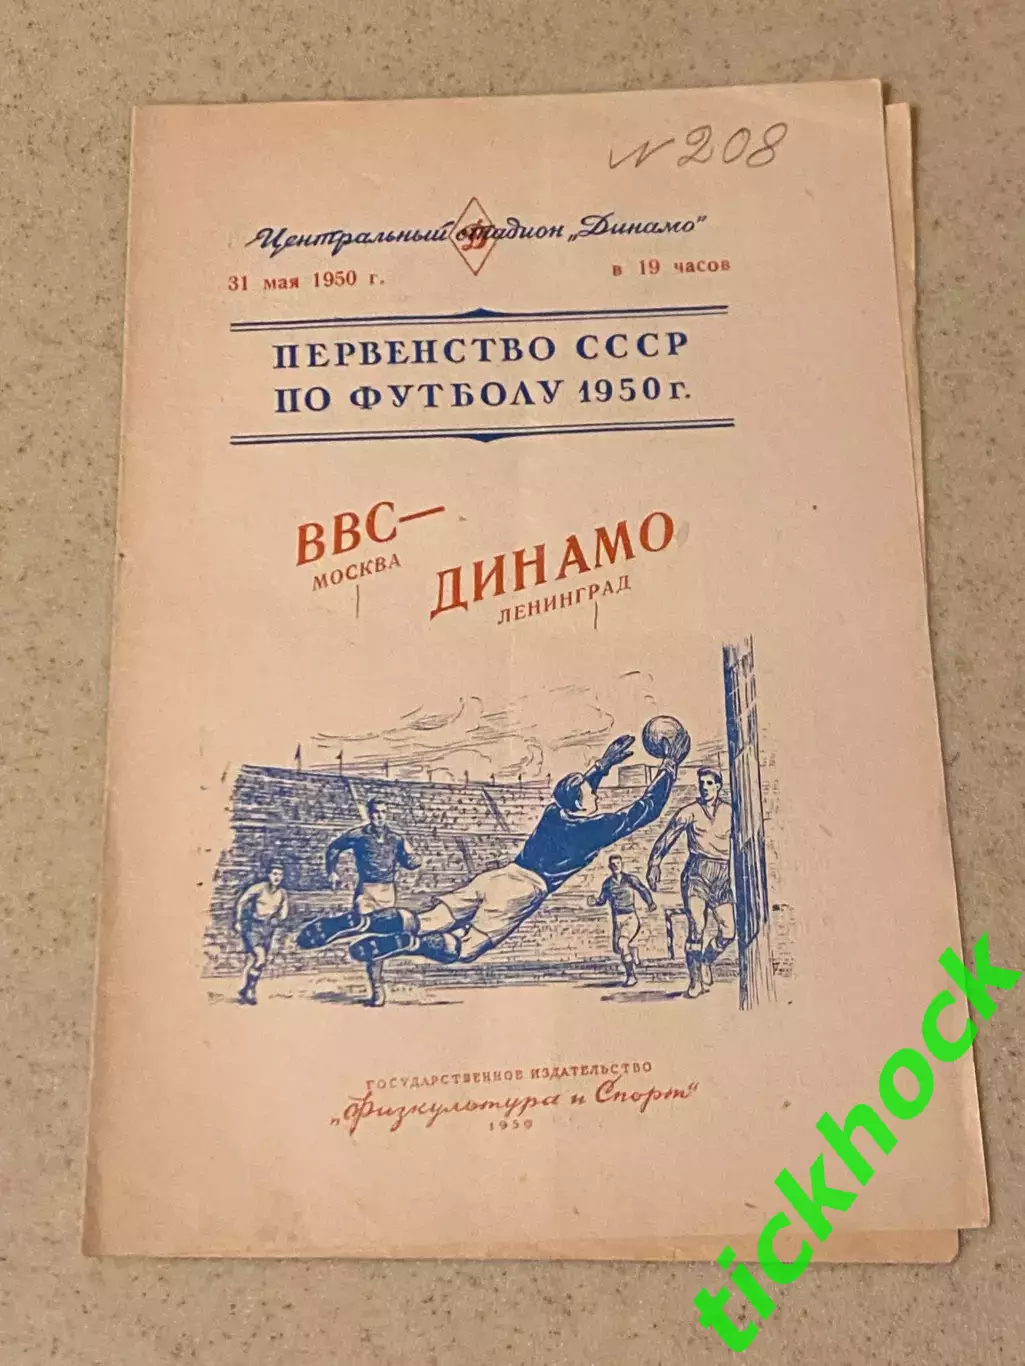 N 208
Центральный стадион „Динамо"
31 мая 1950 г. в 19 часов
ПЕРВЕНСТВО СССР
ПО ФУТБОЛУ 1950 г.
ВВС—
МОСКВА
ДИНАМО
ЛЕНИНГРАД
ГОСУДАРСТВЕННОЕ ИЗДАТЕЛЬСТВО
„Физкультура и Спорт"
1950
tickhock